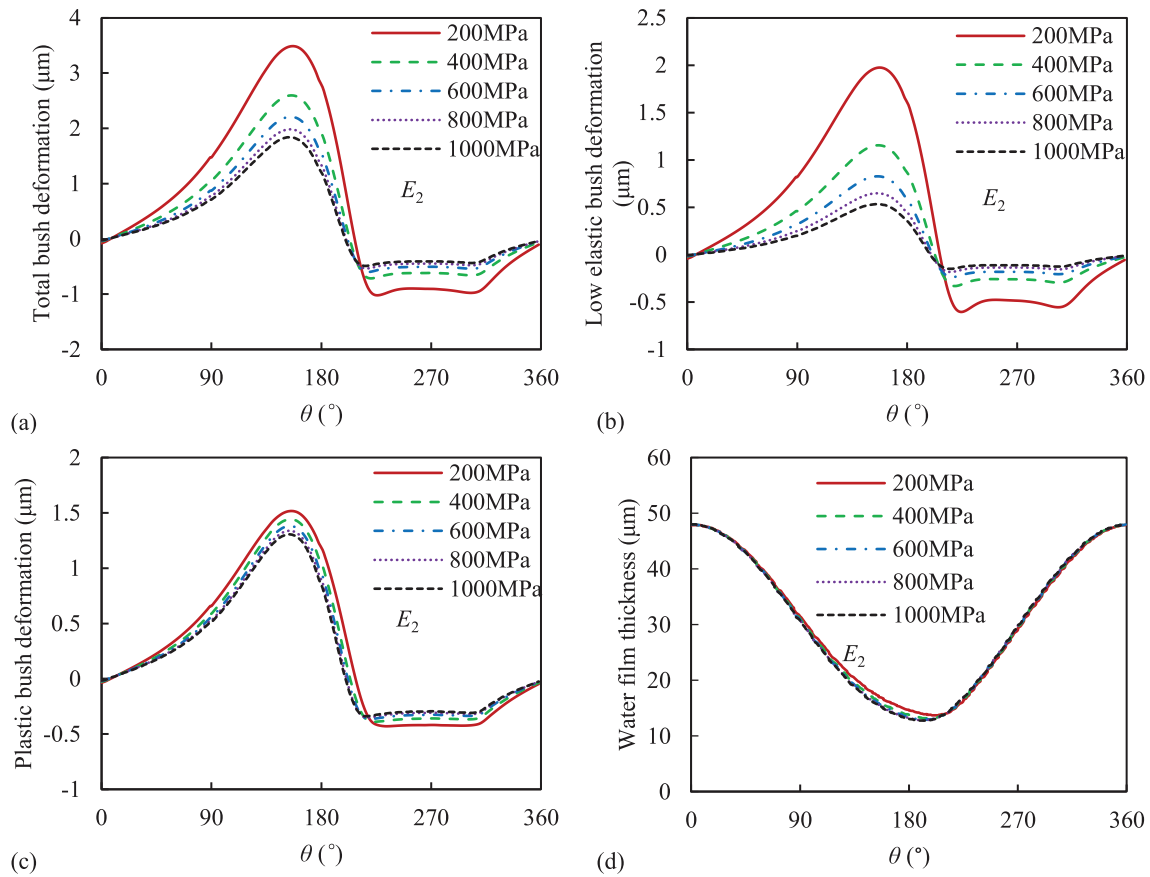 Total bush deformation (μm)
4
3
2
1
0
-1
-2
200MPa
400MPa
600MPa
800MPa
1000MPa
E2
0
90
180
270
360
θ (°)
(a)
Low elastic bush deformation
(μm)
2.5
2
1.5
1
0.5
0
-0.5
-1
200MPa
400MPa
600MPa
800MPa
1000MPa
E2
0
90
180
270
360
θ (°)
(b)
Plastic bush deformation (μm)
2
1.5
1
0.5
0
-0.5
-1
200MPa
400MPa
600MPa
800MPa
1000MPa
E2
0
90
180
270
360
θ (°)
(c)
Water film thickness (μm)
60
50
40
30
20
10
0
200MPa
400MPa
600MPa
800MPa
1000MPa
E2
0
90
180
270
360
θ (°)
(d)